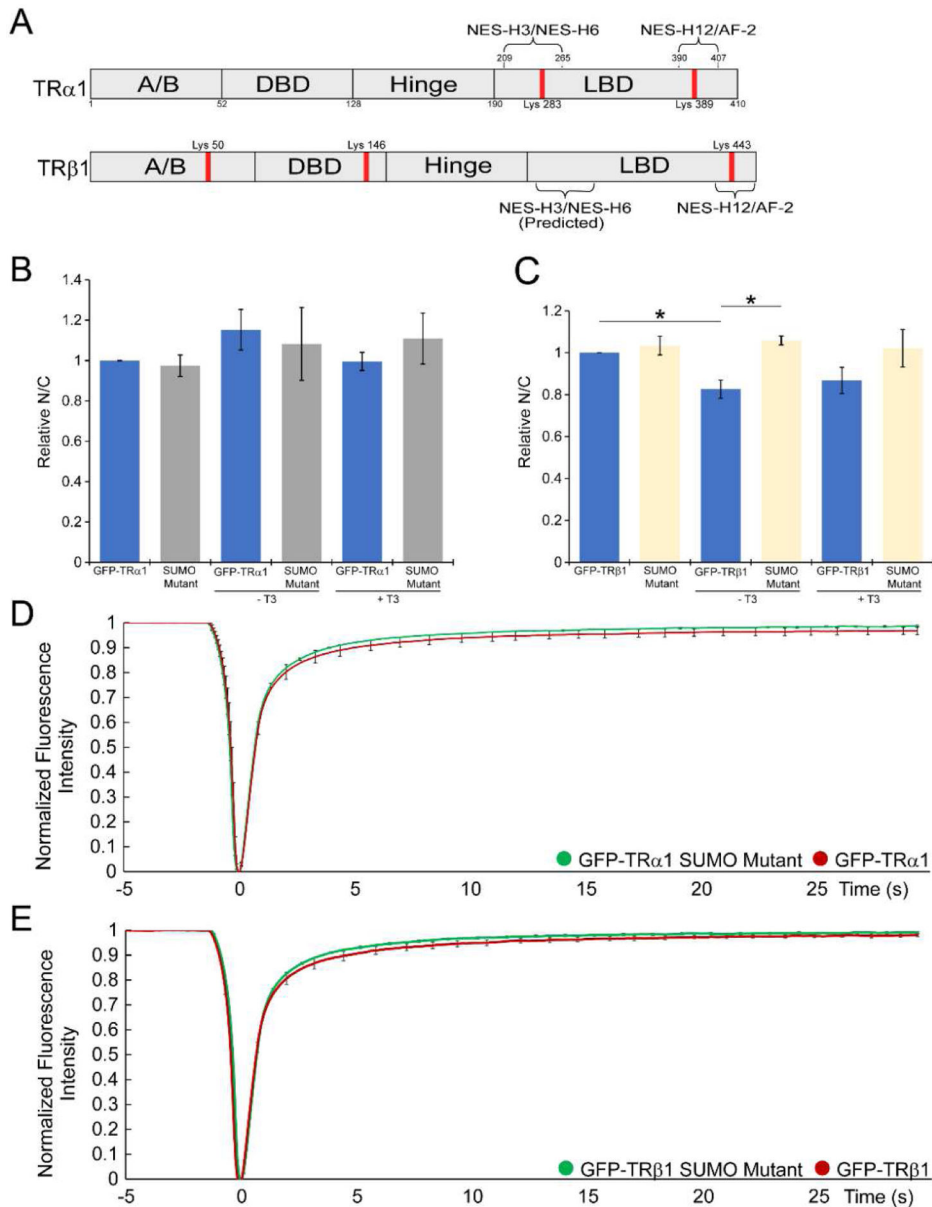 A
NES-H3/NES-H6 NES-H12/AF-2
209 265 390 407
TRα1 A/B DBD Hinge LBD
1 52 128 190 Lys 283 Lys 389 410
Lys 50 Lys 146 Lys 443
TRβ1 A/B DBD Hinge LBD
NES-H3/NES-H6 NES-H12/AF-2
(Predicted)
B
Relative N/C
1.4
1.2
1
0.8
0.6
0.4
0.2
0
GFP-TRα1 SUMO GFP-TRα1 SUMO GFP-TRα1 SUMO
Mutant Mutant Mutant
- T3 + T3
C
Relative N/C
1.2
1
0.8
0.6
0.4
0.2
0
* *
GFP-TRβ1 SUMO GFP-TRβ1 SUMO GFP-TRβ1 SUMO
Mutant Mutant Mutant
- T3 + T3
D
Normalized Fluorescence
Intensity
1
0.9
0.8
0.7
0.6
0.5
0.4
0.3
0.2
0.1
0
GFP-TRα1 SUMO Mutant GFP-TRα1
-5 0 5 10 15 20 25 Time (s)
E
Normalized Fluorescence
Intensity
1
0.9
0.8
0.7
0.6
0.5
0.4
0.3
0.2
0.1
0
GFP-TRβ1 SUMO Mutant GFP-TRβ1
-5 0 5 10 15 20 25 Time (s)